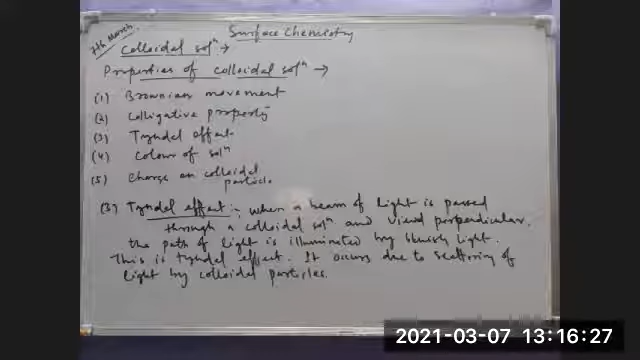 7th March
Surface Chemistry
Colloidal solⁿ →
Properties of colloidal solⁿ →
(1) Brownian movement
(2) Colligative property
(3) Tyndel effect
(4) Colour of solⁿ
(5) Charge on colloidal particle
(3) Tyndel effect :- when a beam of light is passed
through a colloidal solⁿ and viewd perpendicular.
the path of light is illuminated by bluish light.
This is tyndel effect. It occurs due to scattring of
light by colloidal particles.
2021-03-07 13:16:27